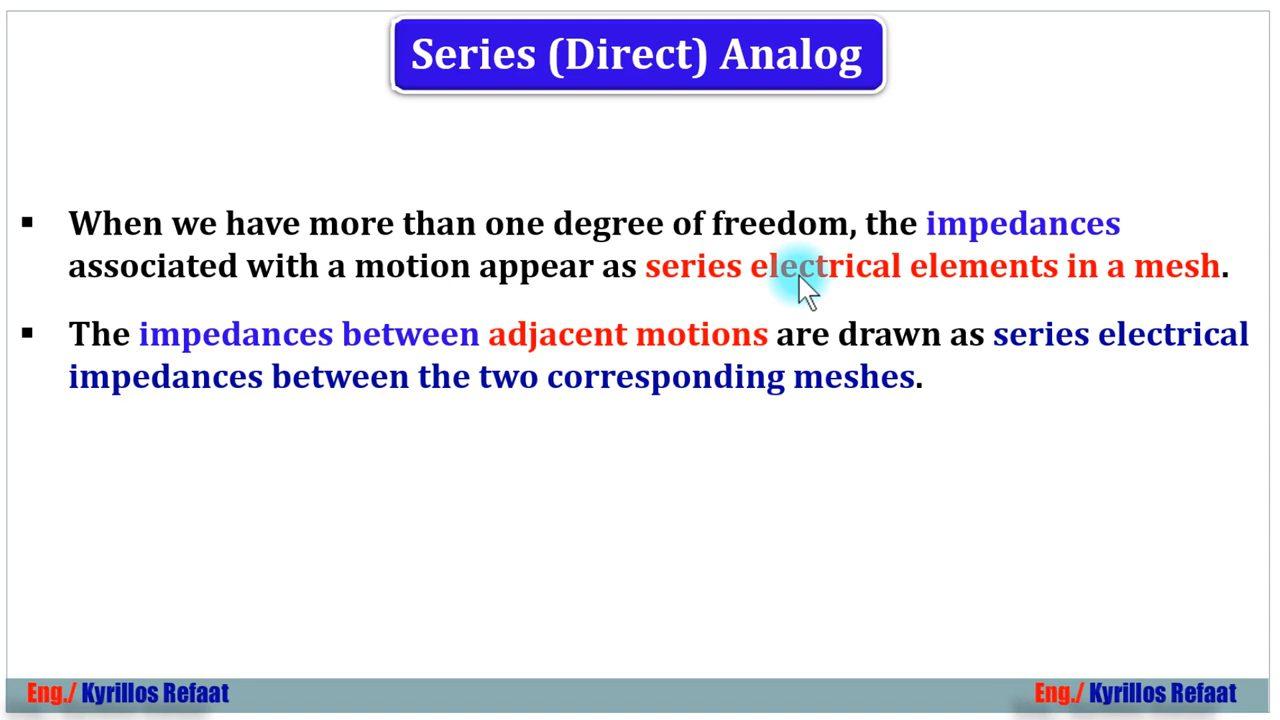 Series (Direct) Analog
▪ When we have more than one degree of freedom, the impedances
associated with a motion appear as series electrical elements in a mesh.
▪ The impedances between adjacent motions are drawn as series electrical
impedances between the two corresponding meshes.
Eng./ Kyrillos Refaat
Eng./ Kyrillos Refaat